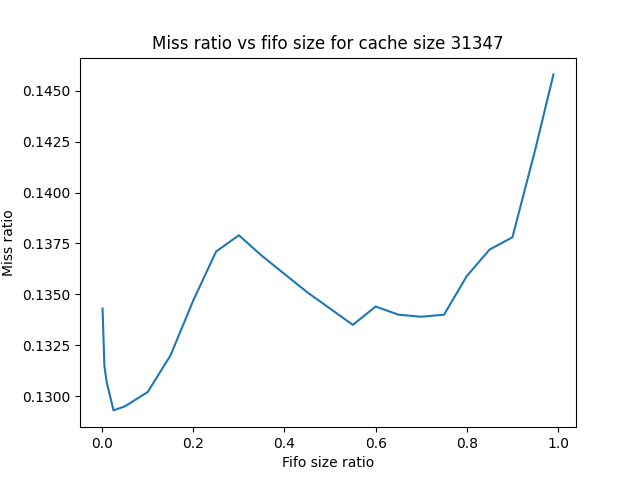 Miss ratio vs fifo size for cache size 31347
0.1450
0.1425
0.1400
0.1375
0.1350
0.1325
0.1300
Miss ratio
0.0 0.2 0.4 0.6 0.8 1.0
Fifo size ratio